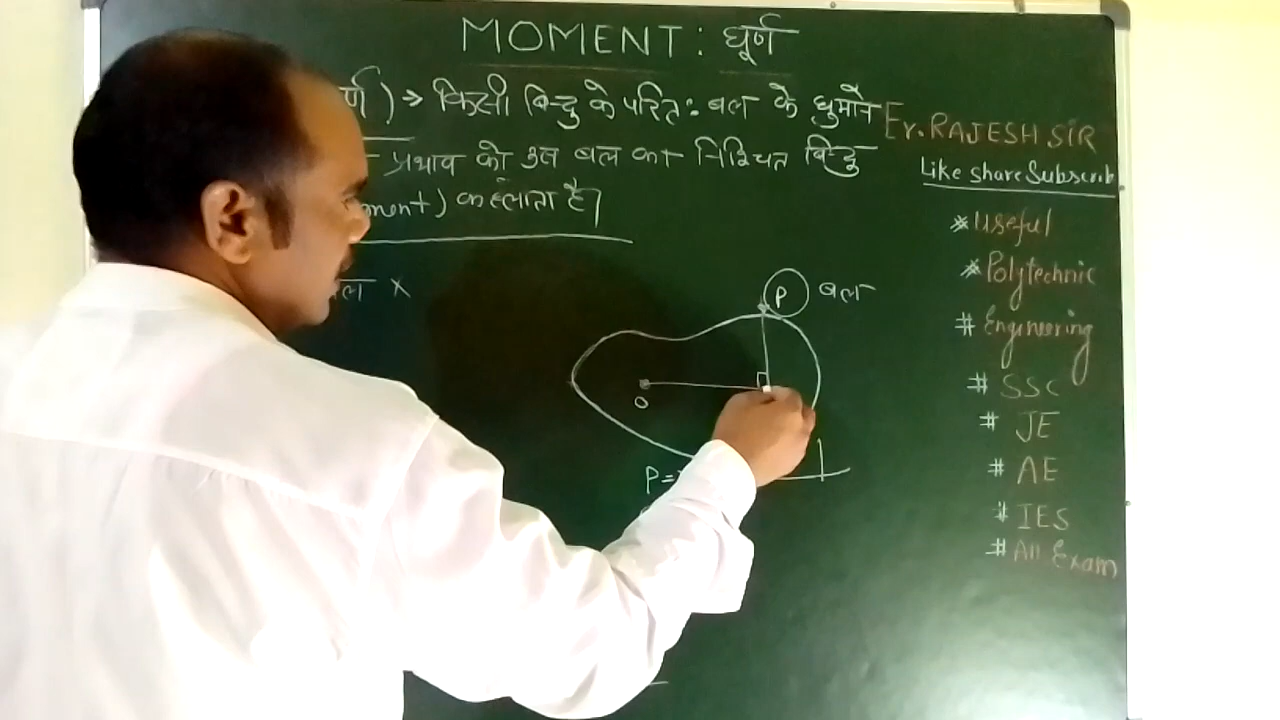 MOMENT: घूर्ण
र्ण) → किसी बिन्दु के परित: बल के घुमाने
प्रभाव को उस बल का निश्चित बिन्दु
ment) कहलाता है।
बल ×
P बल
O
P =
Er. RAJESH SIR
Like share Subscrib
* Useful
* Polytechnic
# Engineering
# SSC
# JE
# AE
# IES
# All Exam